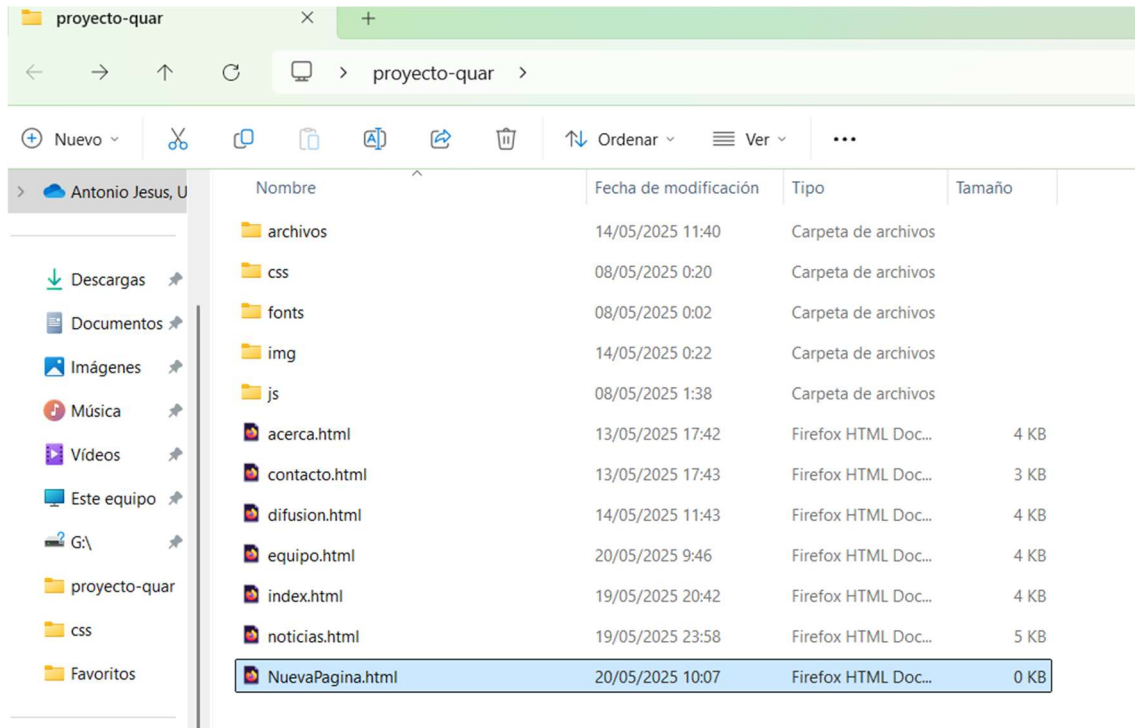 proyecto-quar
proyecto-quar
Nuevo Ordenar Ver
Antonio Jesus, U
Descargas
Documentos
Imágenes
Música
Vídeos
Este equipo
G:\
proyecto-quar
css
Favoritos
Nombre Fecha de modificación Tipo Tamaño
archivos 14/05/2025 11:40 Carpeta de archivos
css 08/05/2025 0:20 Carpeta de archivos
fonts 08/05/2025 0:02 Carpeta de archivos
img 14/05/2025 0:22 Carpeta de archivos
js 08/05/2025 1:38 Carpeta de archivos
acerca.html 13/05/2025 17:42 Firefox HTML Doc... 4 KB
contacto.html 13/05/2025 17:43 Firefox HTML Doc... 3 KB
difusion.html 14/05/2025 11:43 Firefox HTML Doc... 4 KB
equipo.html 20/05/2025 9:46 Firefox HTML Doc... 4 KB
index.html 19/05/2025 20:42 Firefox HTML Doc... 4 KB
noticias.html 19/05/2025 23:58 Firefox HTML Doc... 5 KB
NuevaPagina.html 20/05/2025 10:07 Firefox HTML Doc... 0 KB